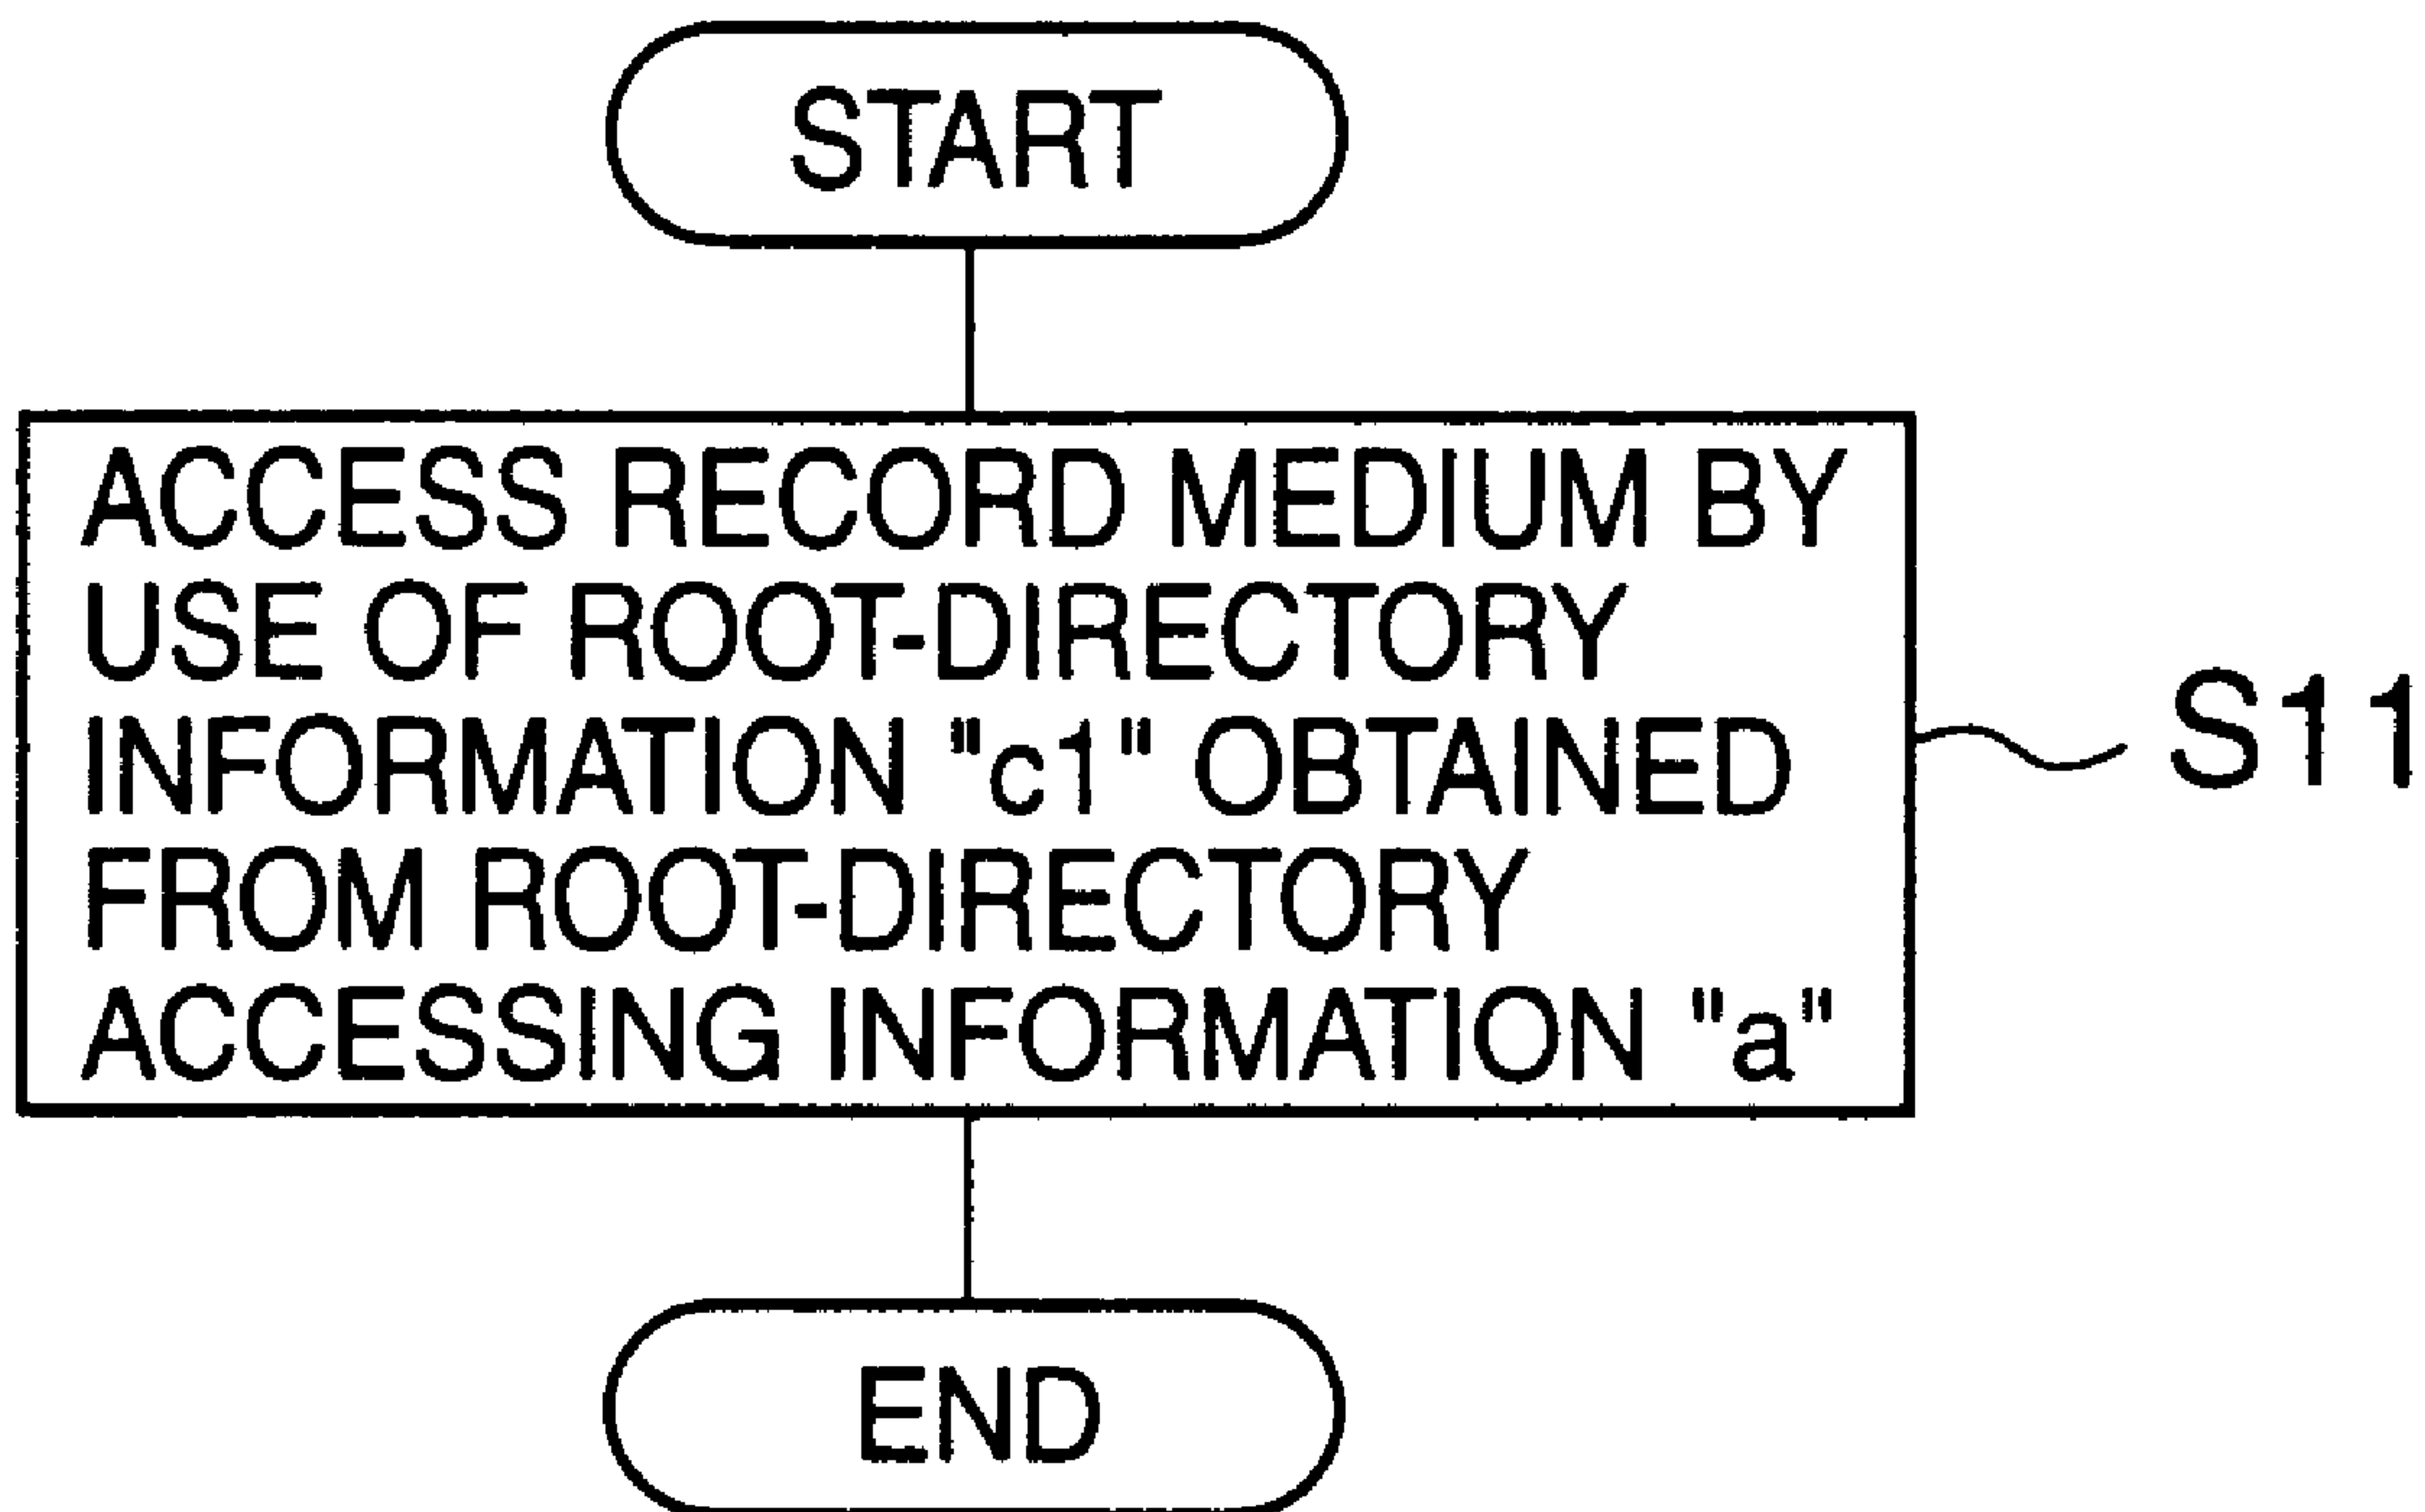 START
ACCESS RECORD MEDIUM BY
USE OF ROOT-DIRECTORY
INFORMATION "c1" OBTAINED
FROM ROOT-DIRECTORY
ACCESSING INFORMATION "a"
S11
END